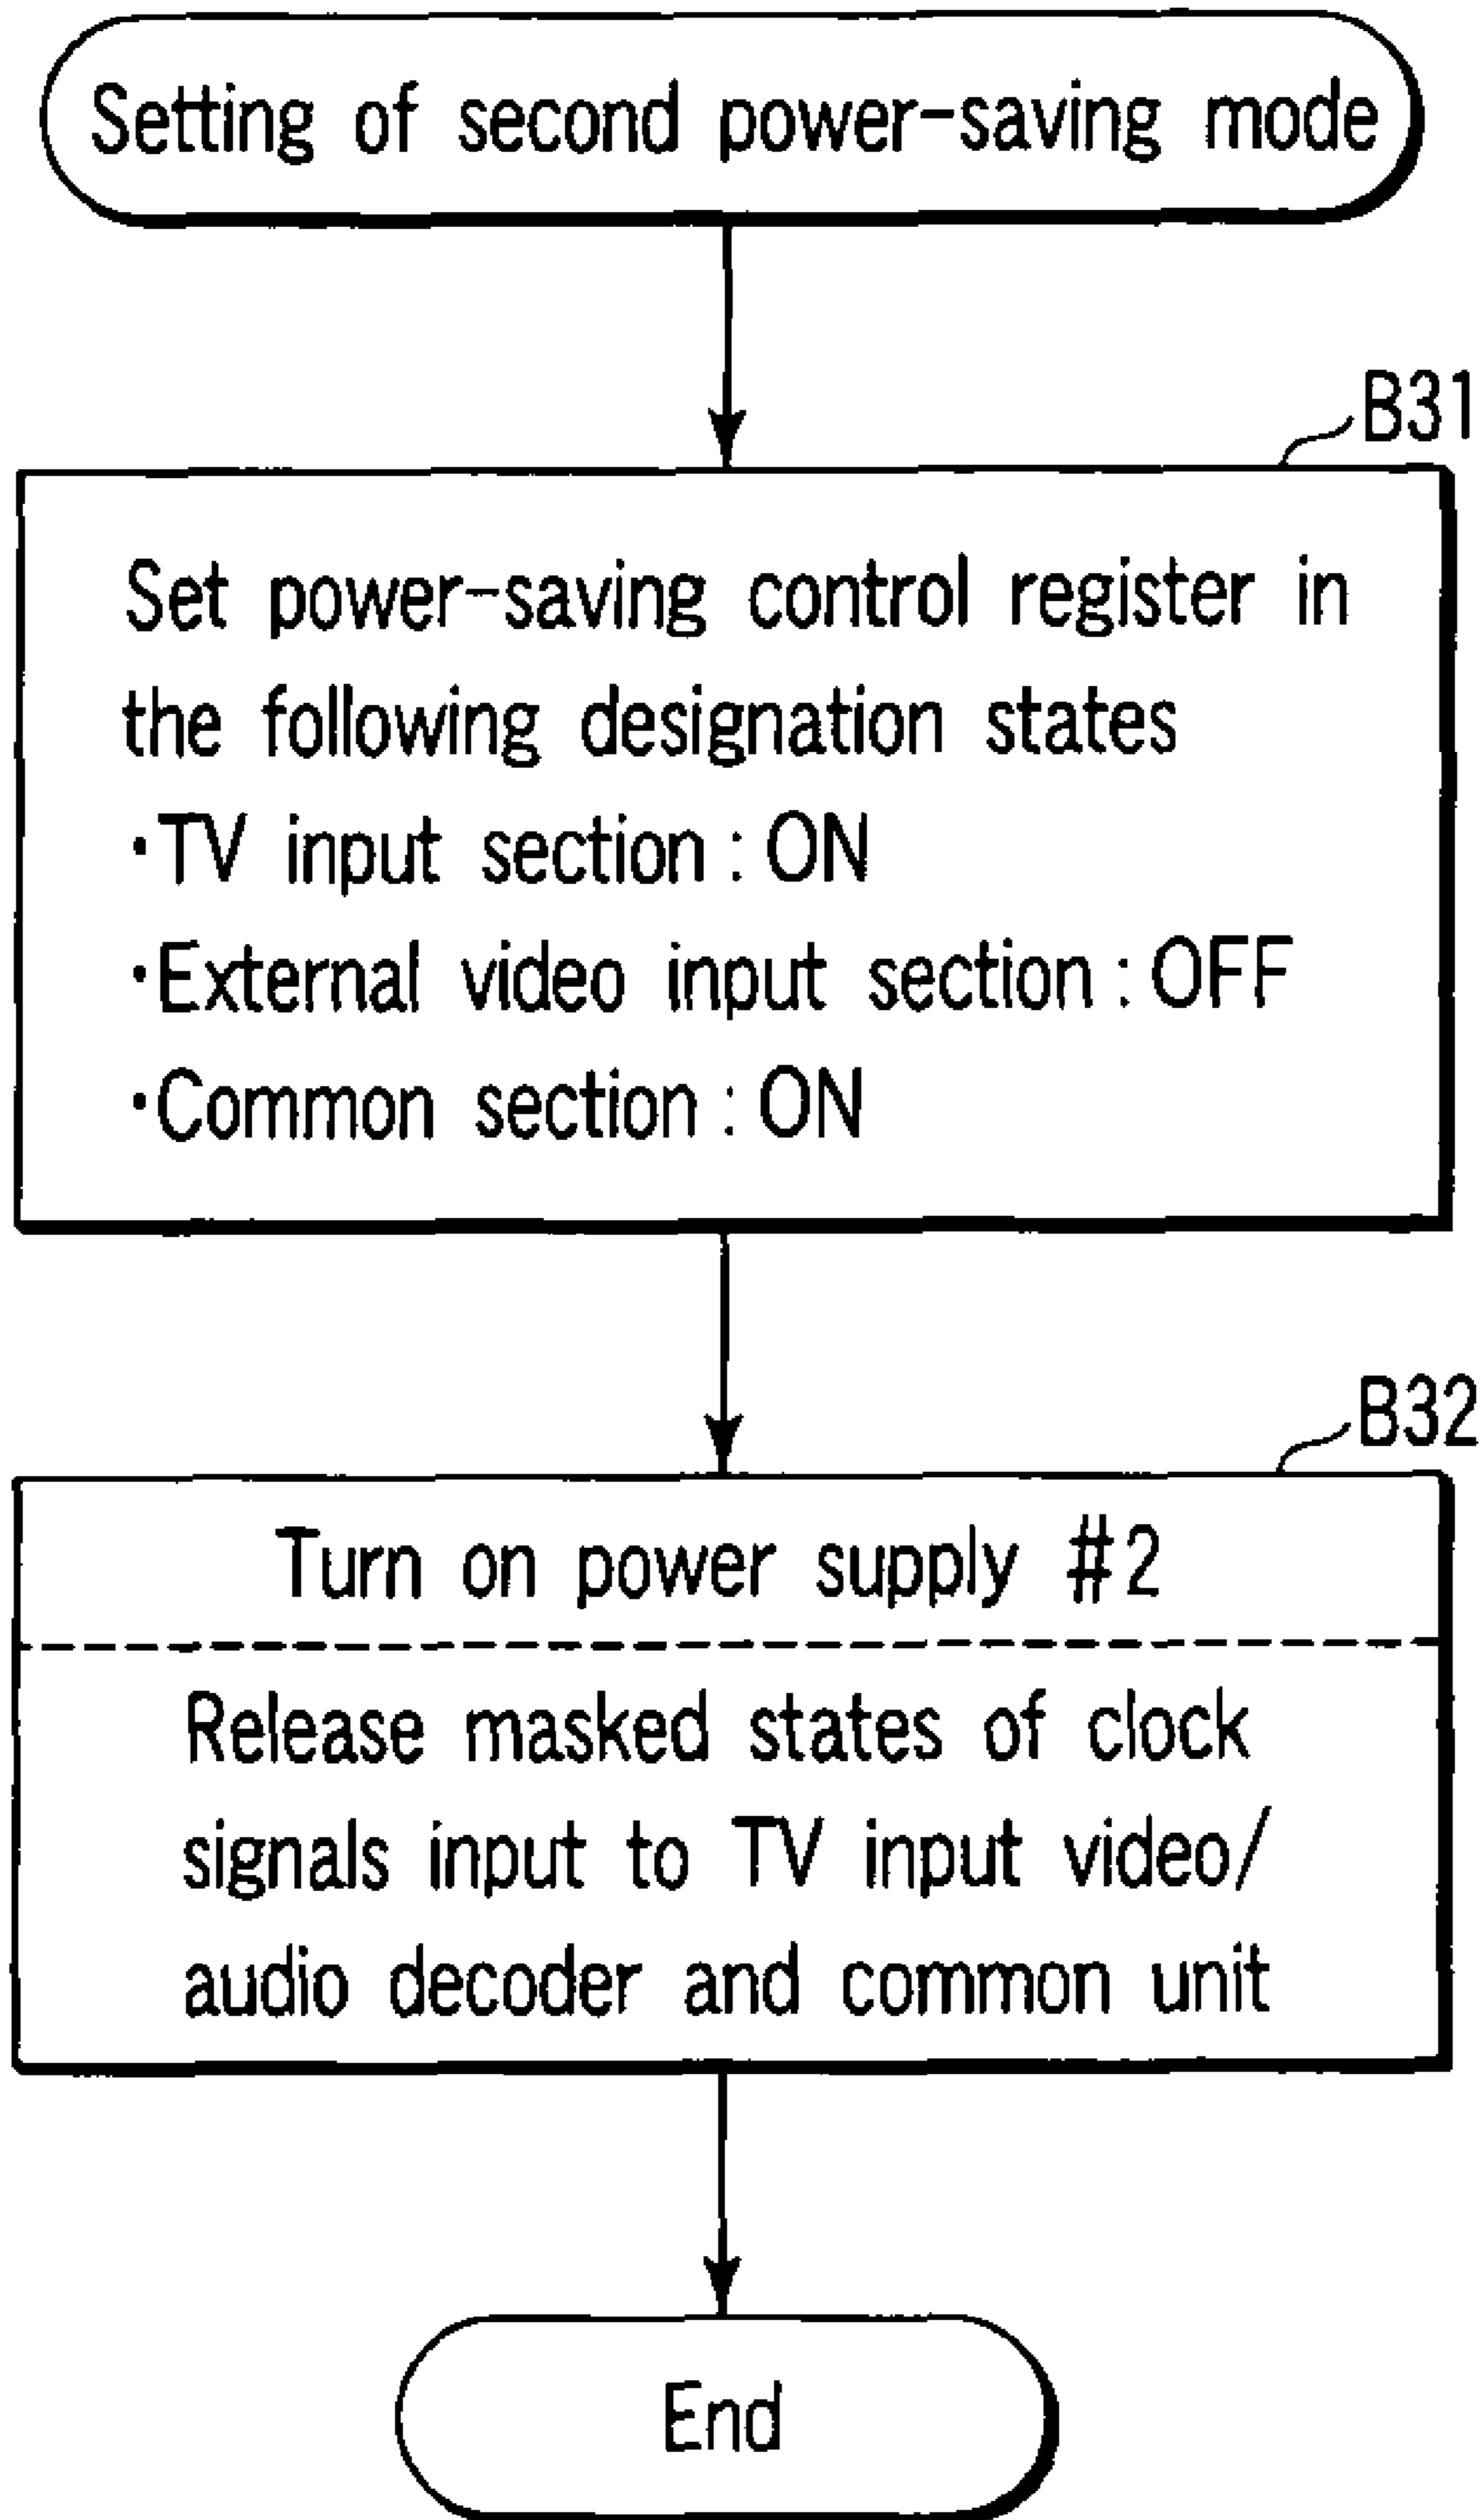 Setting of second power-saving mode
B31
Set power-saving control register in
the following designation states
·TV input section : ON
·External video input section : OFF
·Common section : ON
B32
Turn on power supply #2
Release masked states of clock
signals input to TV input video/
audio decoder and common unit
End